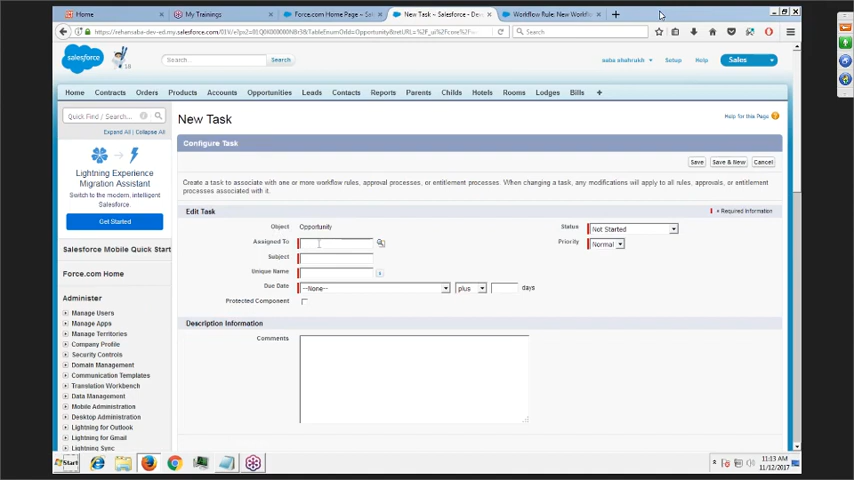 Home
My Trainings
Force.com Home Page ~ Sale
New Task ~ Salesforce - Deve
Workflow Rule: New Workfl
Search
salesforce
18
Search...
Search
saba shahrukh
Setup
Help
Sales
Home
Contracts
Orders
Products
Accounts
Opportunities
Leads
Contacts
Reports
Parents
Childs
Hotels
Rooms
Lodges
Bills
+
Quick Find / Search...
Expand All | Collapse All
Lightning Experience
Migration Assistant
Switch to the modern, intelligent
Salesforce.
Get Started
Salesforce Mobile Quick Start
Force.com Home
Administer
Manage Users
Manage Apps
Manage Territories
Company Profile
Security Controls
Domain Management
Communication Templates
Translation Workbench
Data Management
Mobile Administration
Desktop Administration
Lightning for Outlook
Lightning for Gmail
Lightning Sync
New Task
Help for this Page
Configure Task
Save
Save & New
Cancel
Create a task to associate with one or more workflow rules, approval processes, or entitlement processes. When changing a task, any modifications will apply to all rules, approvals, or entitlement
processes associated with it.
Edit Task
= Required Information
Object
Opportunity
Status
Not Started
Assigned To
Priority
Normal
Subject
Unique Name
Due Date
--None--
plus
days
Protected Component
Description Information
Comments
Start
11:13 AM
11/12/2017